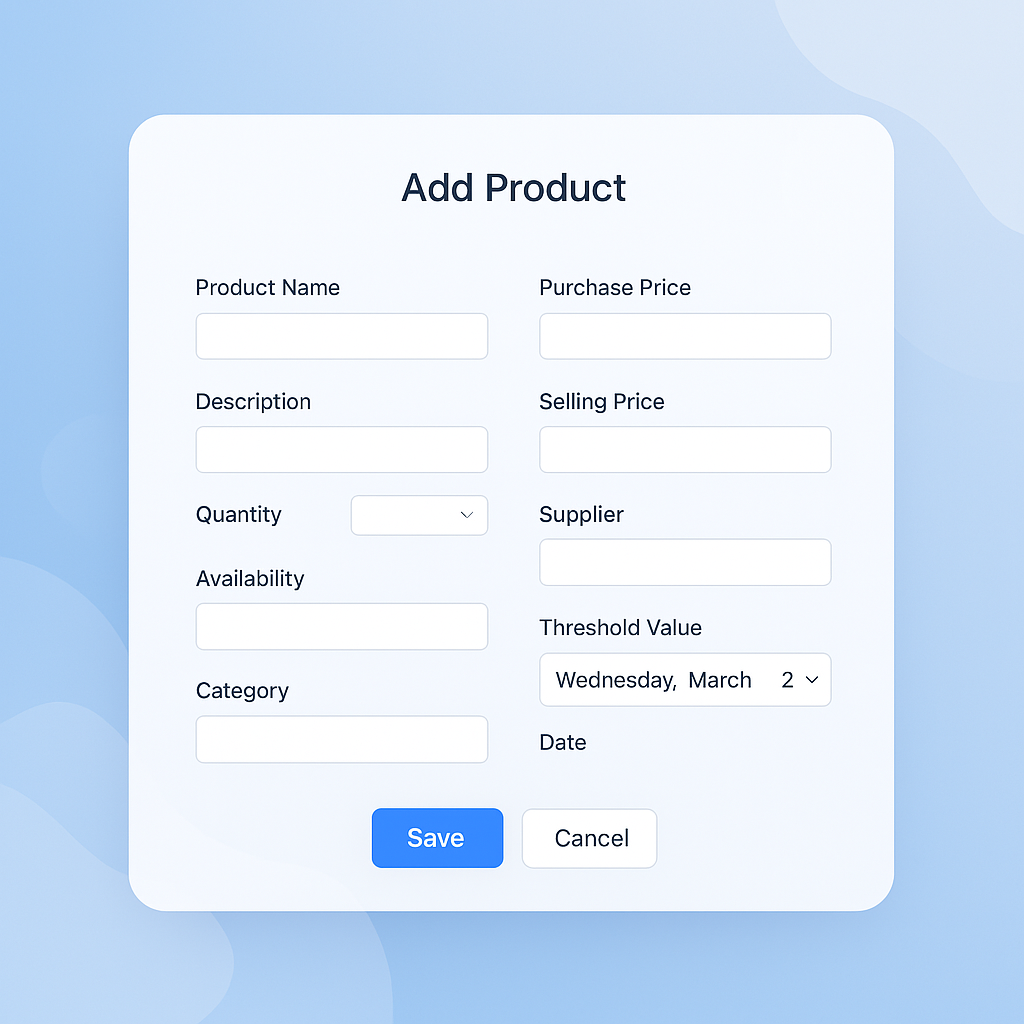 Add Product
Product Name
Description
Quantity
Availability
Category
Purchase Price
Selling Price
Supplier
Threshold Value
Wednesday, March 2
Date
Save
Cancel